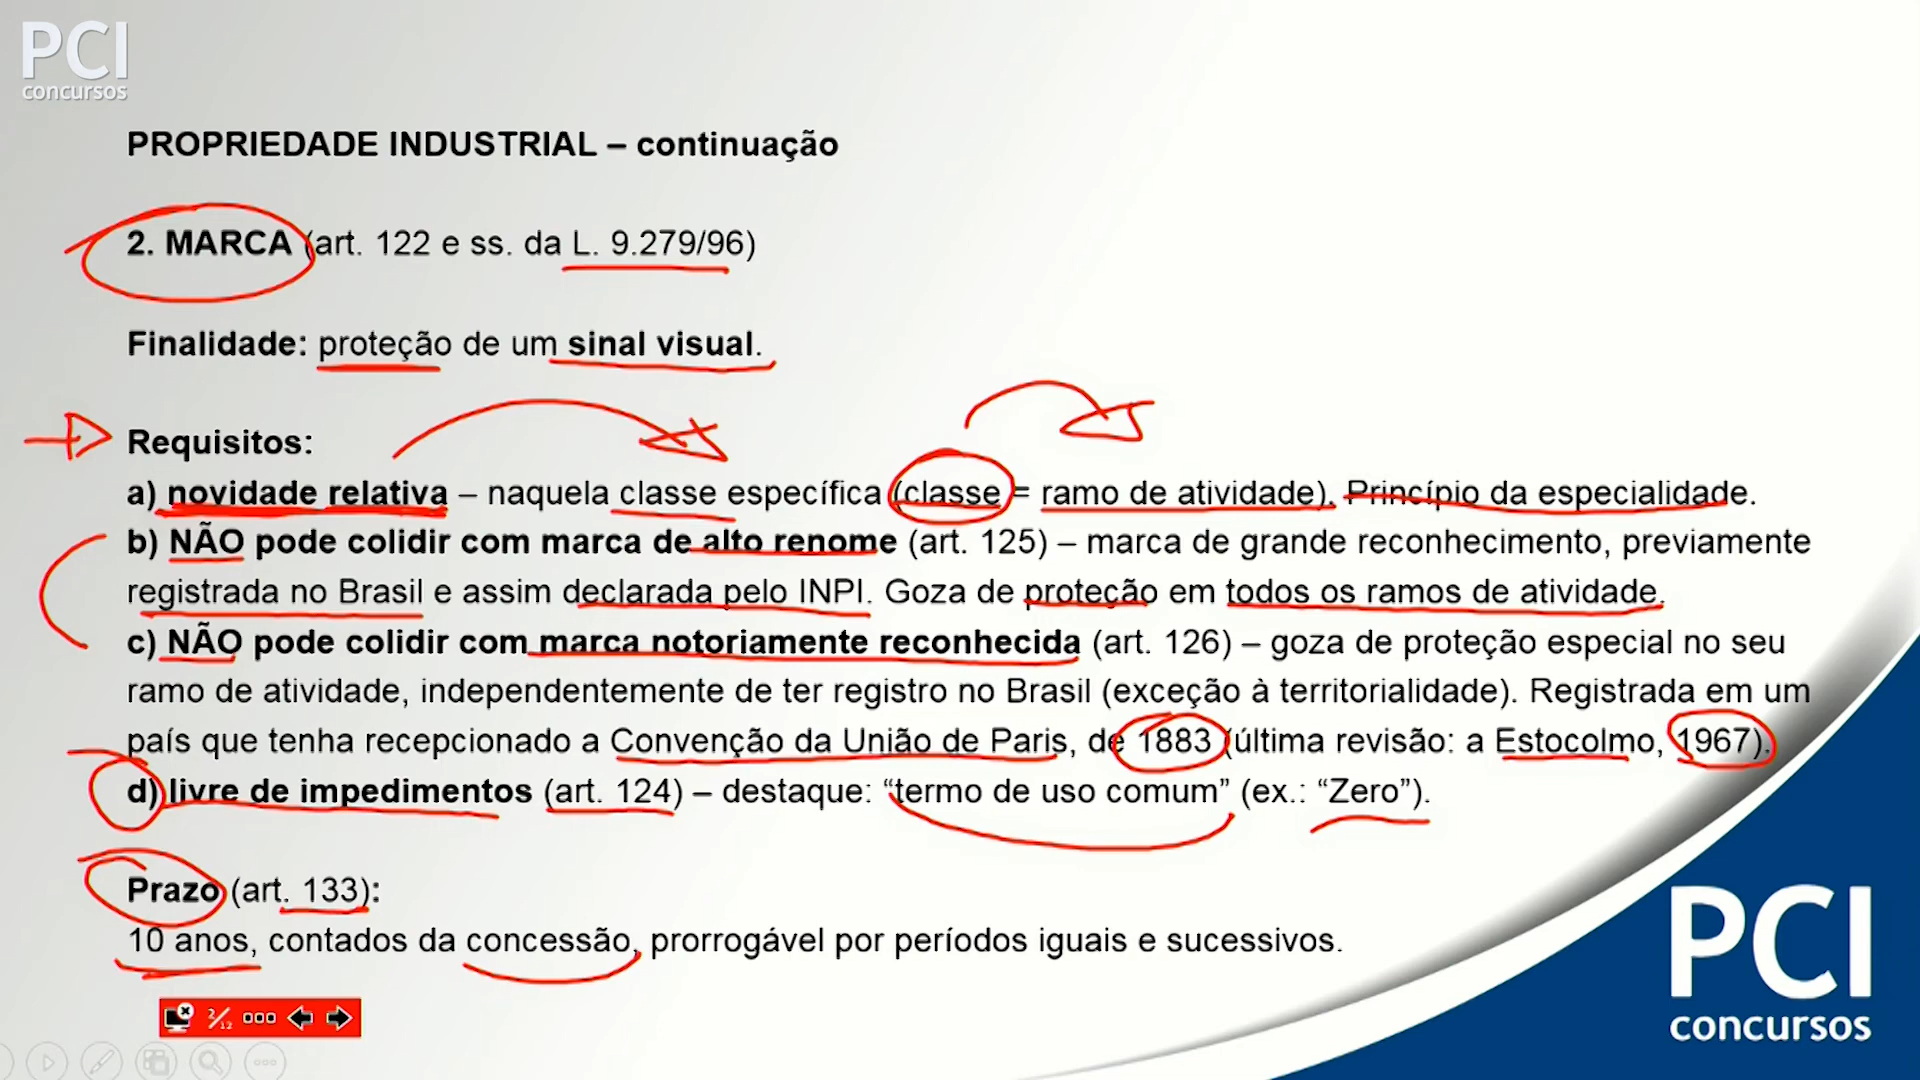 PCI
concursos
PROPRIEDADE INDUSTRIAL – continuação
2. MARCA (art. 122 e ss. da L. 9.279/96)
Finalidade: proteção de um sinal visual.
Requisitos:
a) novidade relativa – naquela classe específica (classe = ramo de atividade). Princípio da especialidade.
b) NÃO pode colidir com marca de alto renome (art. 125) – marca de grande reconhecimento, previamente
registrada no Brasil e assim declarada pelo INPI. Goza de proteção em todos os ramos de atividade.
c) NÃO pode colidir com marca notoriamente reconhecida (art. 126) – goza de proteção especial no seu
ramo de atividade, independentemente de ter registro no Brasil (exceção à territorialidade). Registrada em um
país que tenha recepcionado a Convenção da União de Paris, de 1883 (última revisão: a Estocolmo, 1967).
d) livre de impedimentos (art. 124) – destaque: “termo de uso comum” (ex.: “Zero”).
Prazo (art. 133):
10 anos, contados da concessão, prorrogável por períodos iguais e sucessivos.
2/12
PCI
concursos